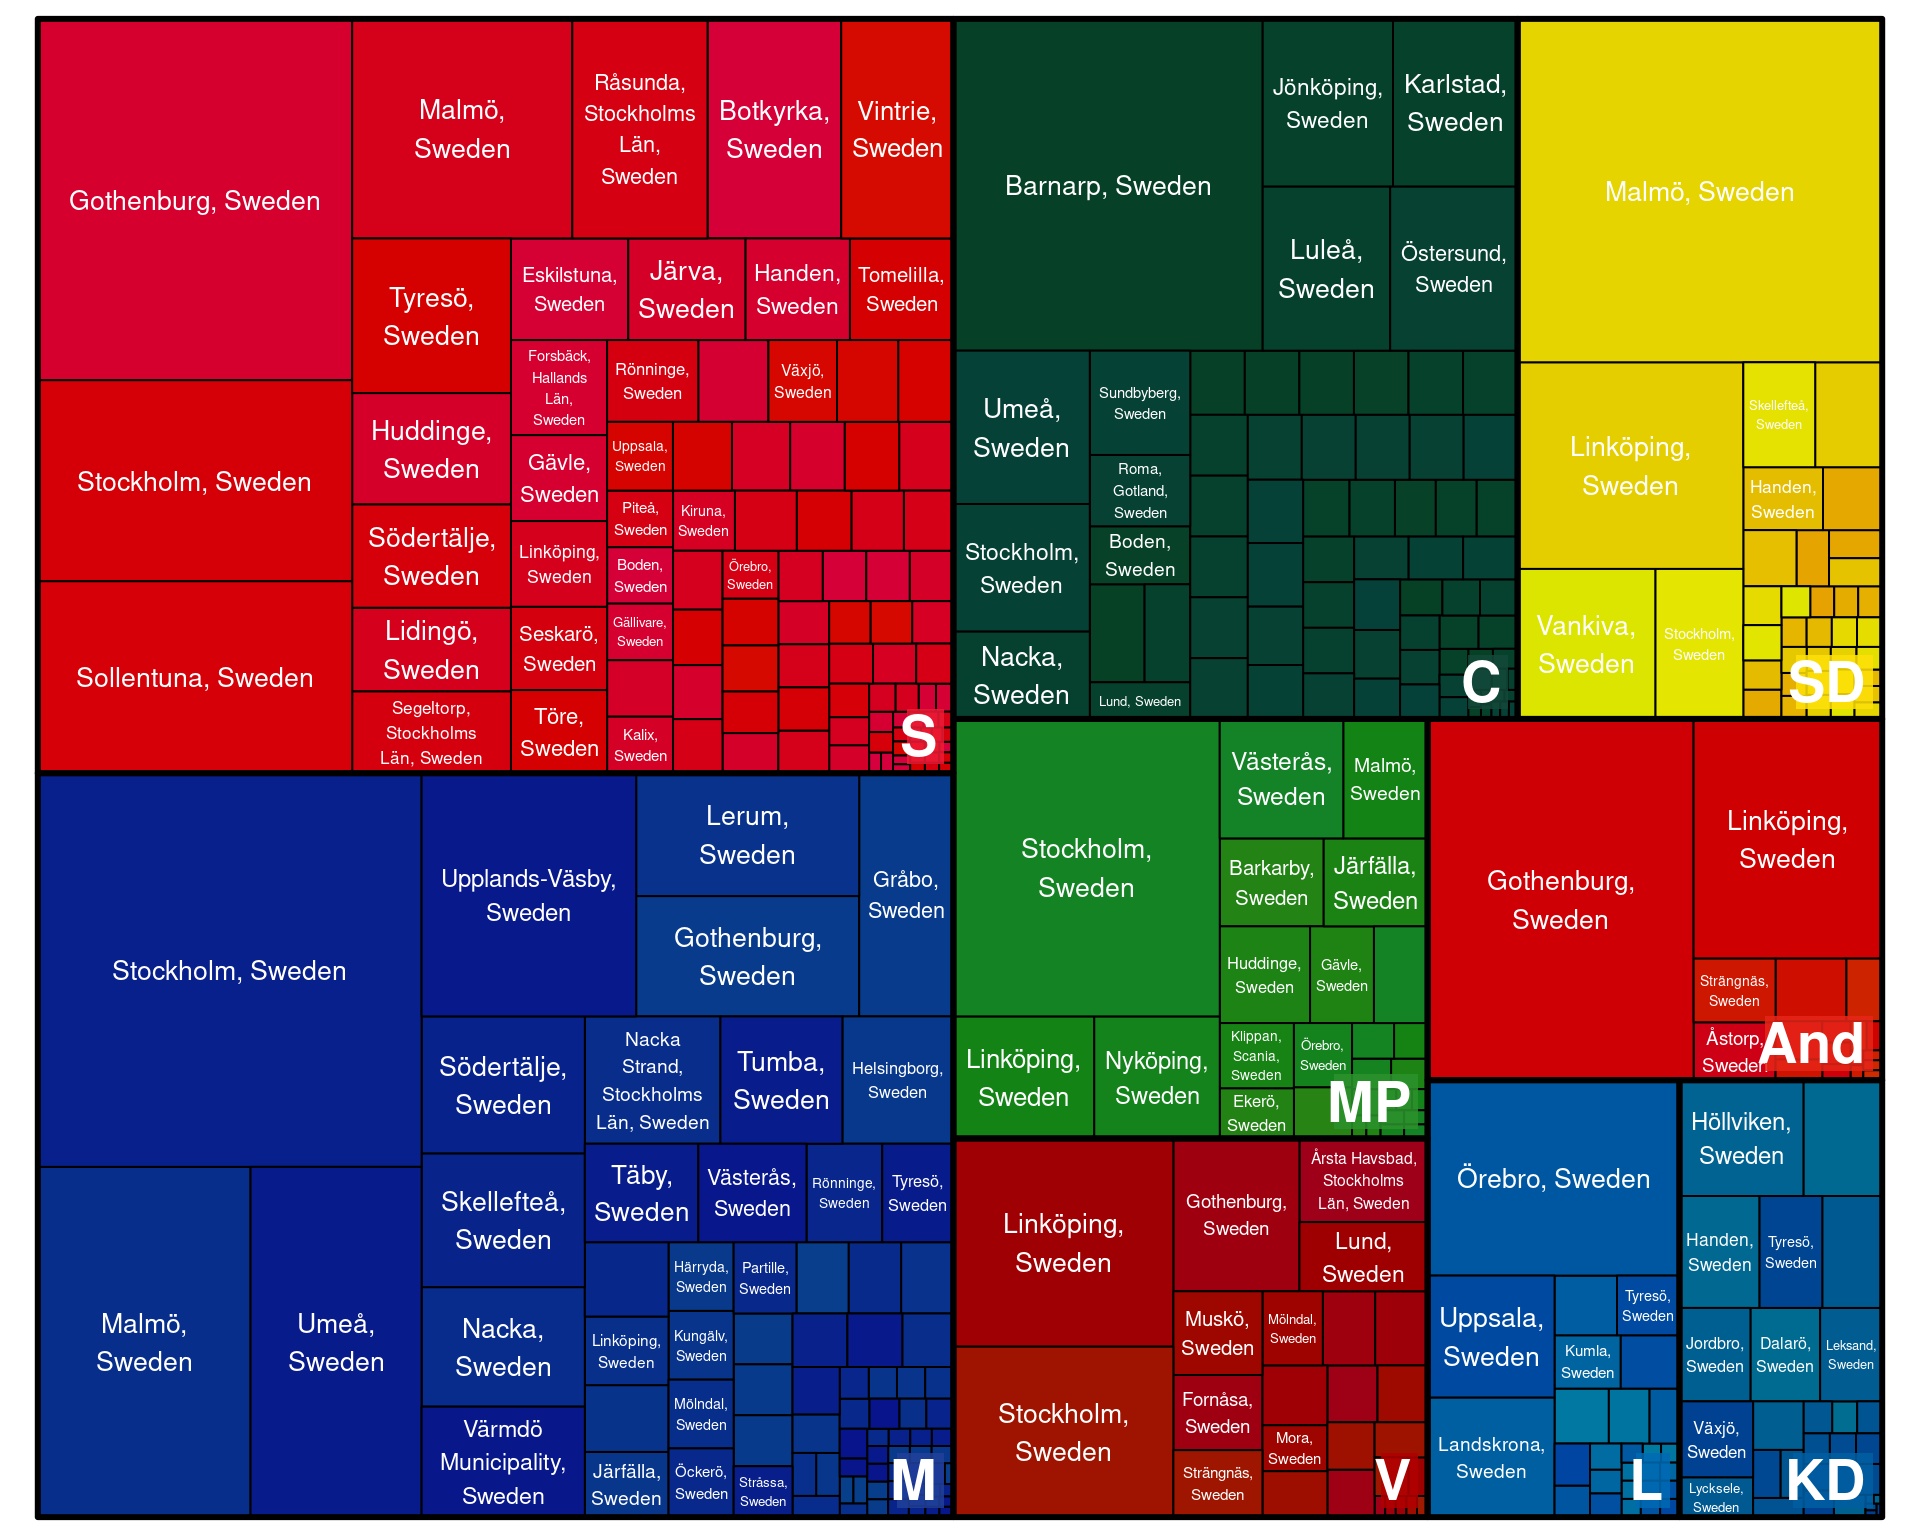 Gothenburg, Sweden
Stockholm, Sweden
Sollentuna, Sweden
Malmö,
Sweden
Råsunda,
Stockholms
Län,
Sweden
Botkyrka,
Sweden
Vintrie,
Sweden
Tyresö,
Sweden
Huddinge,
Sweden
Södertälje,
Sweden
Lidingö,
Sweden
Segeltorp,
Stockholms
Län, Sweden
Eskilstuna,
Sweden
Järva,
Sweden
Handen,
Sweden
Tomelilla,
Sweden
Forsbäck,
Hallands
Län,
Sweden
Gävle,
Sweden
Linköping,
Sweden
Seskarö,
Sweden
Töre,
Sweden
Rönninge,
Sweden
Växjö,
Sweden
Uppsala,
Sweden
Piteå,
Sweden
Kiruna,
Sweden
Boden,
Sweden
Örebro,
Sweden
Gällivare,
Sweden
Kalix,
Sweden
S
Barnarp, Sweden
Jönköping,
Sweden
Karlstad,
Sweden
Luleå,
Sweden
Östersund,
Sweden
Umeå,
Sweden
Stockholm,
Sweden
Nacka,
Sweden
Sundbyberg,
Sweden
Roma,
Gotland,
Sweden
Boden,
Sweden
Lund, Sweden
C
Malmö, Sweden
Linköping,
Sweden
Vankiva,
Sweden
Stockholm,
Sweden
Skellefteå,
Sweden
Handen,
Sweden
SD
Stockholm, Sweden
Malmö,
Sweden
Umeå,
Sweden
Upplands-Väsby,
Sweden
Lerum,
Sweden
Gothenburg,
Sweden
Gråbo,
Sweden
Södertälje,
Sweden
Skellefteå,
Sweden
Nacka,
Sweden
Värmdö
Municipality,
Sweden
Nacka
Strand,
Stockholms
Län, Sweden
Tumba,
Sweden
Helsingborg,
Sweden
Täby,
Sweden
Västerås,
Sweden
Rönninge,
Sweden
Tyresö,
Sweden
Härryda,
Sweden
Partille,
Sweden
Linköping,
Sweden
Kungälv,
Sweden
Mölndal,
Sweden
Järfälla,
Sweden
Öckerö,
Sweden
Stråssa,
Sweden
M
Stockholm,
Sweden
Linköping,
Sweden
Nyköping,
Sweden
Västerås,
Sweden
Malmö,
Sweden
Barkarby,
Sweden
Järfälla,
Sweden
Huddinge,
Sweden
Gävle,
Sweden
Klippan,
Scania,
Sweden
Örebro,
Sweden
Ekerö,
Sweden
MP
Gothenburg,
Sweden
Linköping,
Sweden
Strängnäs,
Sweden
Åstorp,
Sweden
And
Linköping,
Sweden
Stockholm,
Sweden
Gothenburg,
Sweden
Årsta Havsbad,
Stockholms
Län, Sweden
Lund,
Sweden
Muskö,
Sweden
Mölndal,
Sweden
Fornåsa,
Sweden
Mora,
Sweden
Strängnäs,
Sweden
V
Örebro, Sweden
Uppsala,
Sweden
Landskrona,
Sweden
Tyresö,
Sweden
Kumla,
Sweden
L
Höllviken,
Sweden
Handen,
Sweden
Tyresö,
Sweden
Jordbro,
Sweden
Dalarö,
Sweden
Leksand,
Sweden
Växjö,
Sweden
Lycksele,
Sweden
KD